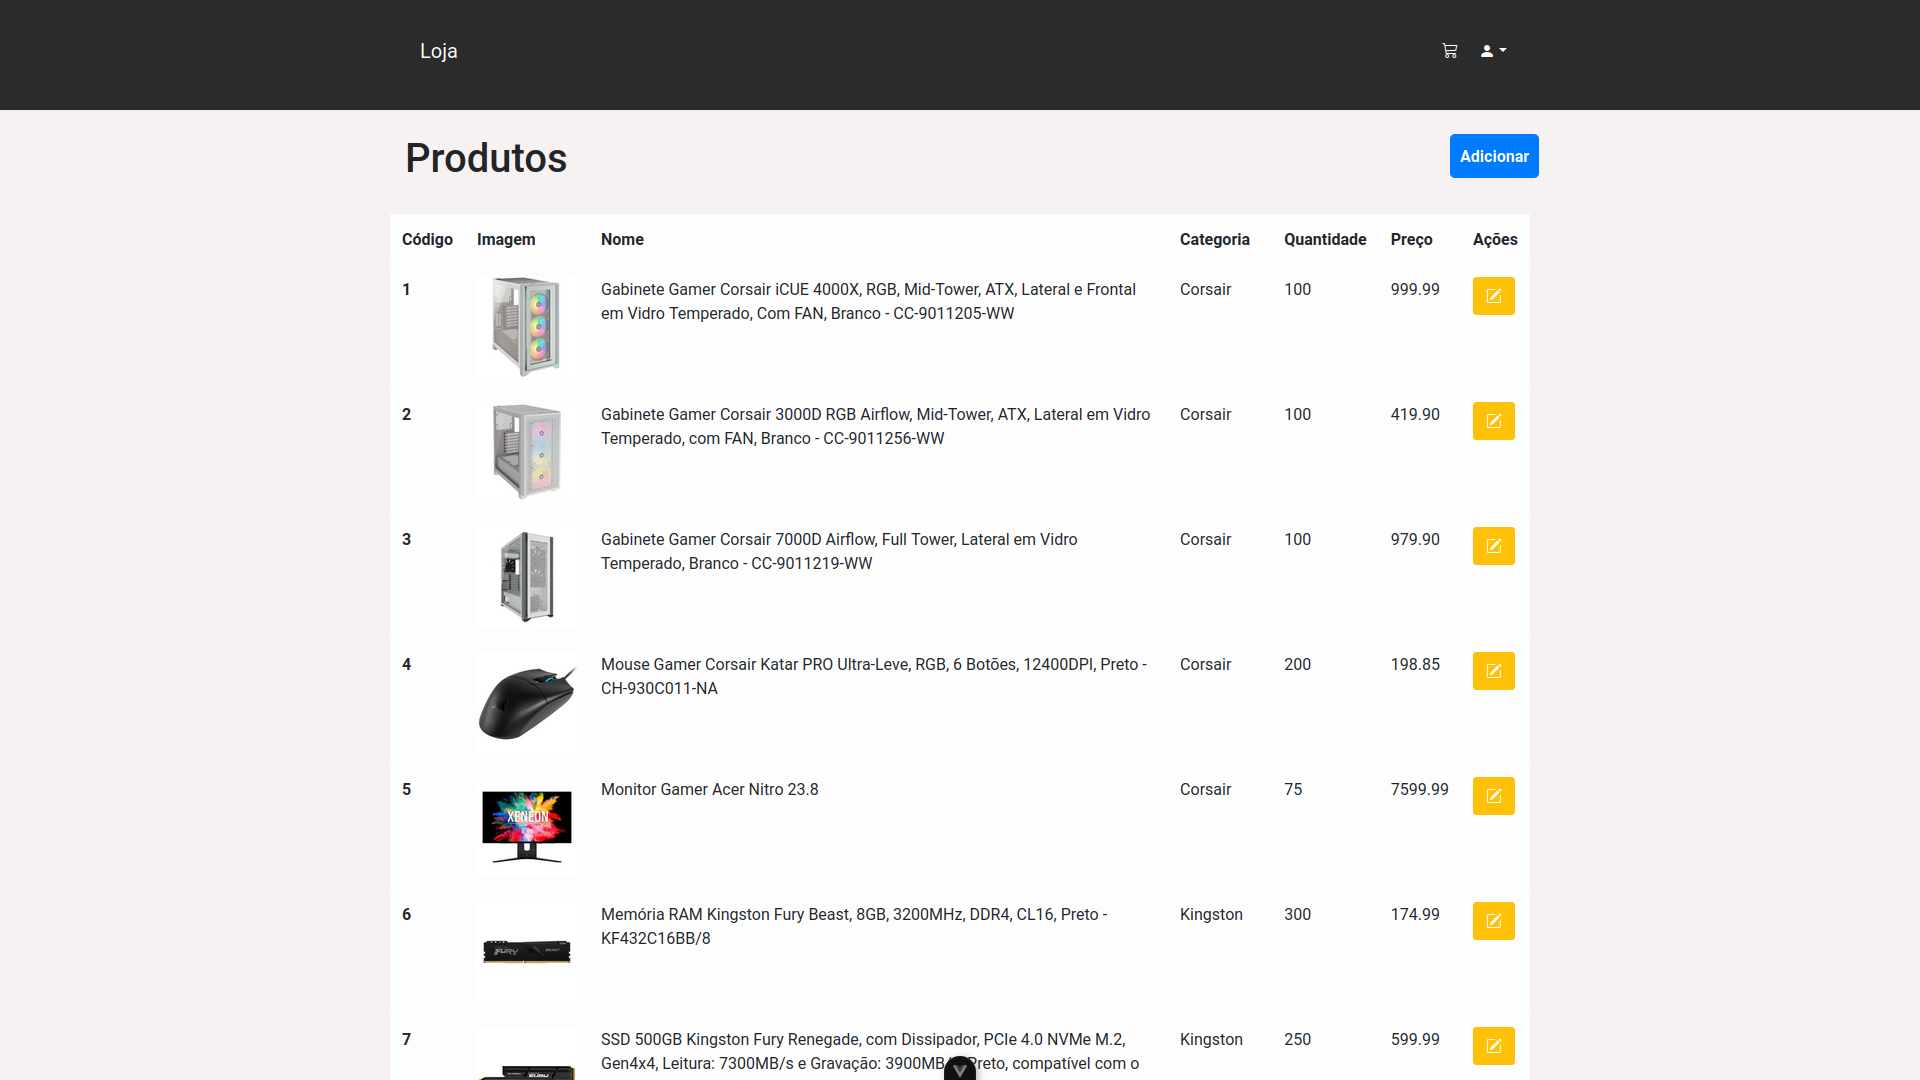 Loja
Produtos
Adicionar
Código Imagem Nome Categoria Quantidade Preço Ações
1 Gabinete Gamer Corsair iCUE 4000X, RGB, Mid-Tower, ATX, Lateral e Frontal Corsair 100 999.99
em Vidro Temperado, Com FAN, Branco - CC-9011205-WW
2 Gabinete Gamer Corsair 3000D RGB Airflow, Mid-Tower, ATX, Lateral em Vidro Corsair 100 419.90
Temperado, com FAN, Branco - CC-9011256-WW
3 Gabinete Gamer Corsair 7000D Airflow, Full Tower, Lateral em Vidro Corsair 100 979.90
Temperado, Branco - CC-9011219-WW
4 Mouse Gamer Corsair Katar PRO Ultra-Leve, RGB, 6 Botões, 12400DPI, Preto - Corsair 200 198.85
CH-930C011-NA
5 Monitor Gamer Acer Nitro 23.8 Corsair 75 7599.99
XENEON
6 Memória RAM Kingston Fury Beast, 8GB, 3200MHz, DDR4, CL16, Preto - Kingston 300 174.99
KF432C16BB/8
FURY BEAST
7 SSD 500GB Kingston Fury Renegade, com Dissipador, PCIe 4.0 NVMe M.2, Kingston 250 599.99
Gen4x4, Leitura: 7300MB/s e Gravação: 3900MB Preto, compatível com o
FURY